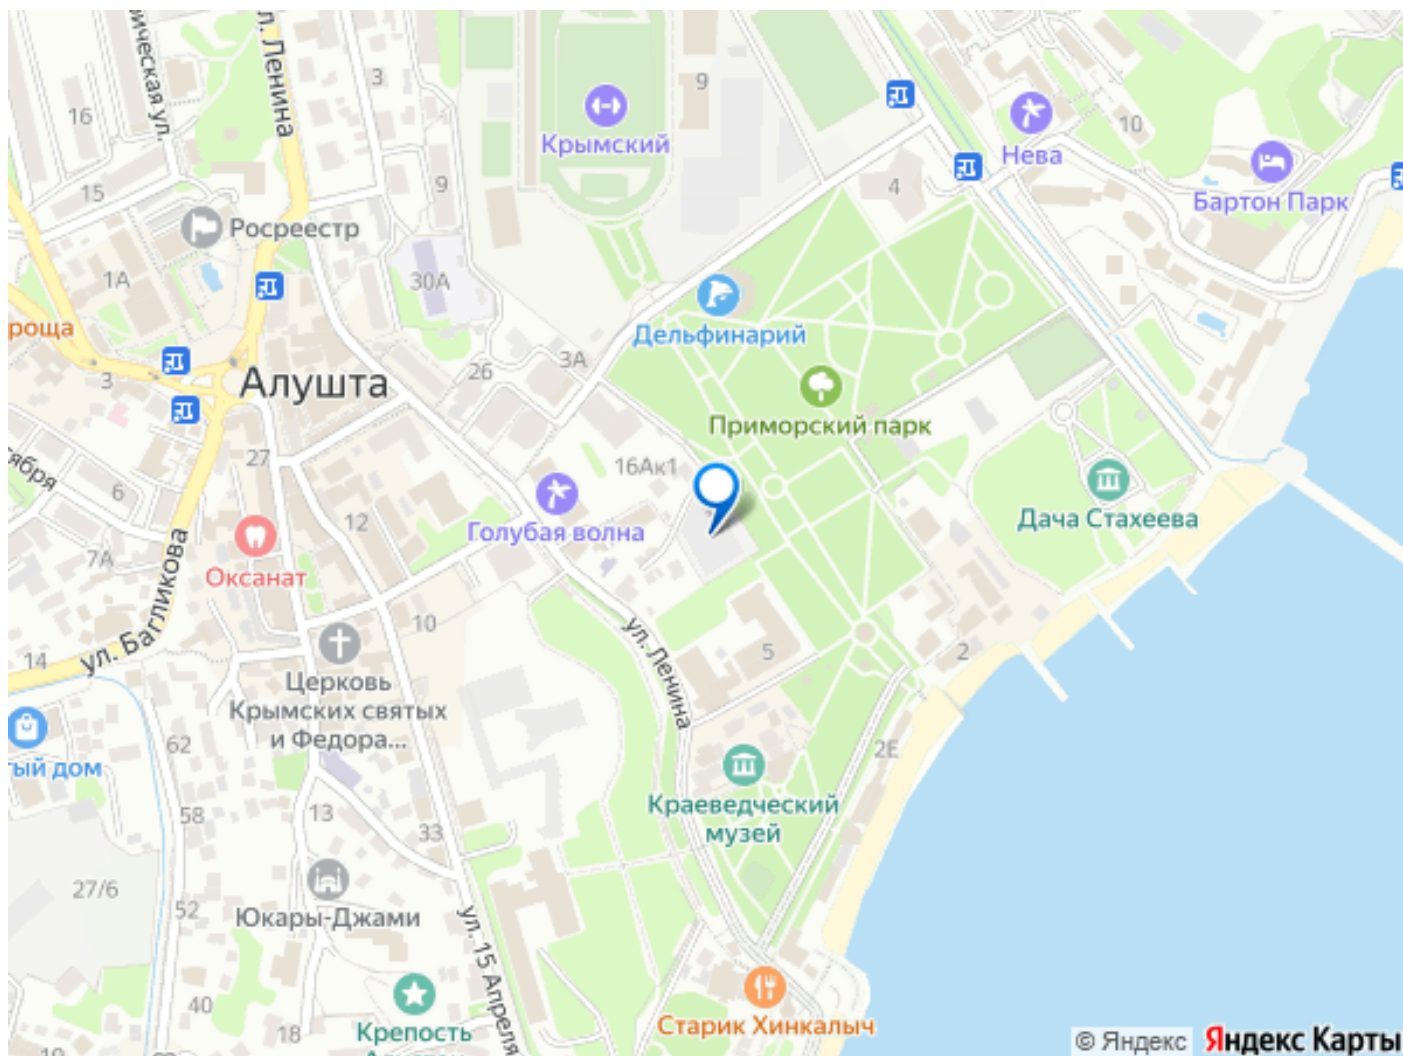 ул. Ленина
3
9
16
Крымский
10
Нева
15
9
4
Бартон Парк
Росреестр
1А
30А
роща
Дельфинарий
3
Алушта
26
3А
Приморский парк
27
16Ак1
6
12
Голубая волна
Дача Стахеева
7А
Оксанат
ул. Багликова
10
ул. Ленина
14
5
2
Церковь
Крымских святых
и Федора...
62
2Е
тый дом
Краеведческий
музей
58
13
33
27/6
52
Юкары-Джами
ул. 15 Апреля
40
Крепость
18
Старик Хинкалыч
© Яндекс
Яндекс Карты